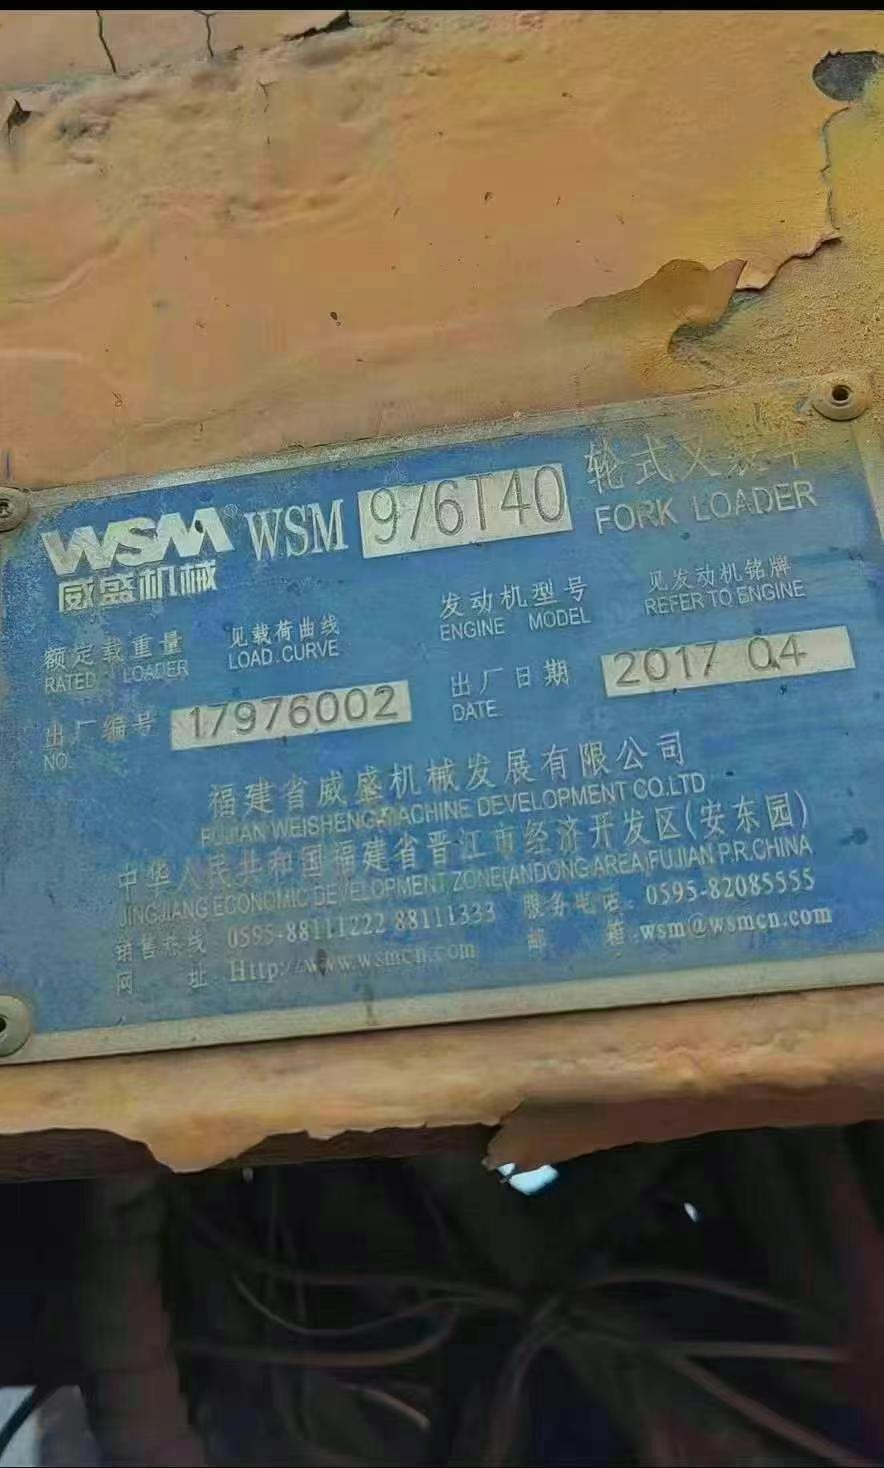 WSM® WSM 976T40 轮式叉装车
威盛机械 FORK LOADER
额定载重量 见载荷曲线 发动机型号 见发动机铭牌
RATED LOADER LOAD CURVE ENGINE MODEL REFER TO ENGINE
出厂编号 17976002 出厂日期 2017 04
NO. DATE
福建省威盛机械发展有限公司
FUJIAN WEISHENG MACHINE DEVELOPMENT CO.LTD
中华人民共和国福建省晋江市经济开发区(安东园)
JINGJIANG ECONOMIC DEVELOPMENT ZONE(ANDONG AREA)FUJIAN P.R.CHINA
销售热线:0595-88111222 88111333 服务电话:0595-82085555
网 址:Http://www.wsmcn.com 邮 箱:wsm@wsmcn.com